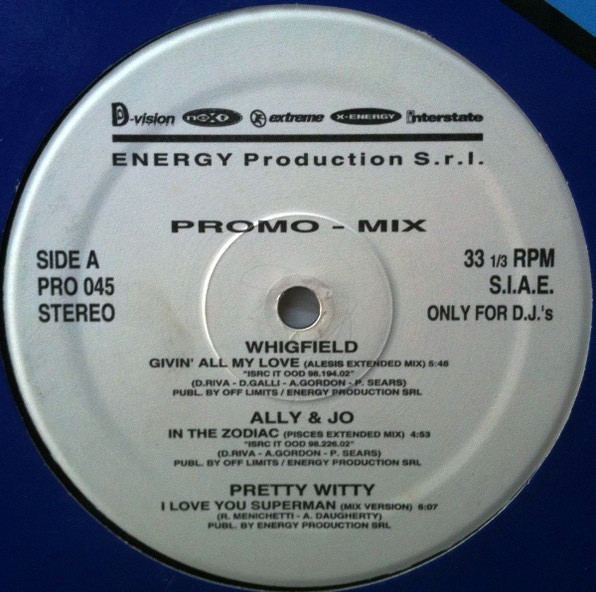 D-vision next extreme X-ENERGY interstate
ENERGY Production S.r.l.
PROMO - MIX
SIDE A
PRO 045
STEREO
33 1/3 RPM
S.I.A.E.
ONLY FOR D.J.'s
WHIGFIELD
GIVIN' ALL MY LOVE (ALESIS EXTENDED MIX) 5:46
"ISRC IT OOD 98.194.02"
(D.RIVA - D.GALLI - A.GORDON - P. SEARS)
PUBL. BY OFF LIMITS / ENERGY PRODUCTION SRL
ALLY & JO
IN THE ZODIAC (PISCES EXTENDED MIX) 4:53
"ISRC IT OOD 98.226.02"
(D.RIVA - A.GORDON - P. SEARS)
PUBL. BY OFF LIMITS / ENERGY PRODUCTION SRL
PRETTY WITTY
I LOVE YOU SUPERMAN (MIX VERSION) 6:07
(R. MENICHETTI - A. DAUGHERTY)
PUBL. BY ENERGY PRODUCTION SRL